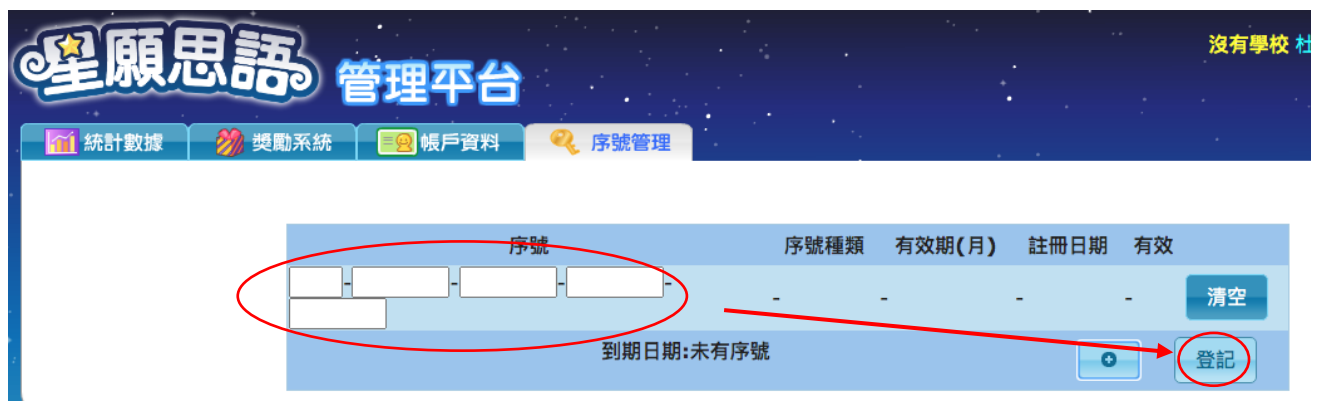 星願思語 管理平台
沒有學校
統計數據 獎勵系統 帳戶資料 序號管理
序號 序號種類 有效期(月) 註冊日期 有效
- - - - - - - - 清空
到期日期:未有序號 登記